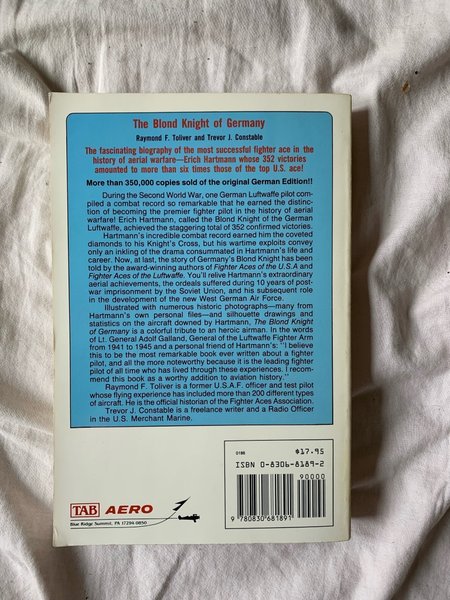 The Blond Knight of Germany
Raymond F. Toliver and Trevor J. Constable
The fascinating biography of the most successful fighter ace in the
history of aerial warfare—Erich Hartmann whose 352 victories
amounted to more than six times those of the top U.S. ace!
More than 350,000 copies sold of the original German Edition!!
During the Second World War, one German Luftwaffe pilot com-
piled a combat record so remarkable that he earned the distinc-
tion of becoming the premier fighter pilot in the history of aerial
warfare! Erich Hartmann, called the Blond Knight of the German
Luftwaffe, achieved the staggering total of 352 confirmed victories.
Hartmann's incredible combat record earned him the coveted
diamonds to his Knight's Cross, but his wartime exploits convey
only an inkling of the drama consummated in Hartmann's life and
career. Now, at last, the story of Germany's Blond Knight has been
told by the award-winning authors of Fighter Aces of the U.S.A and
Fighter Aces of the Luftwaffe. You'll relive Hartmann's extraordinary
aerial achievements, the ordeals suffered during 10 years of post-
war imprisonment by the Soviet Union, and his subsequent role
in the development of the new West German Air Force.
Illustrated with numerous historic photographs—many from
Hartmann's own personal files—and silhouette drawings and
statistics on the aircraft downed by Hartmann, The Blond Knight
of Germany is a colorful tribute to an heroic airman. In the words
of Lt. General Adolf Galland, General of the Luftwaffe Fighter Arm
from 1941 to 1945 and a personal friend of Hartmann's: "I believe
this to be the most remarkable book ever written about a fighter
pilot, and all the more noteworthy because it is the leading fighter
pilot of all time who has lived through these experiences. I recom-
mend this book as a worthy addition to aviation history."
Raymond F. Toliver is a former U.S.A.F. officer and test pilot
whose flying experience has included more than 200 different types
of aircraft. He is the official historian of the Fighter Aces Association.
Trevor J. Constable is a freelance writer and a Radio Officer
in the U.S. Merchant Marine.
0186
$17.95
ISBN 0-8306-8189-2
90000
9 780830 681891
TAB AERO
Blue Ridge Summit, PA 17294-0850